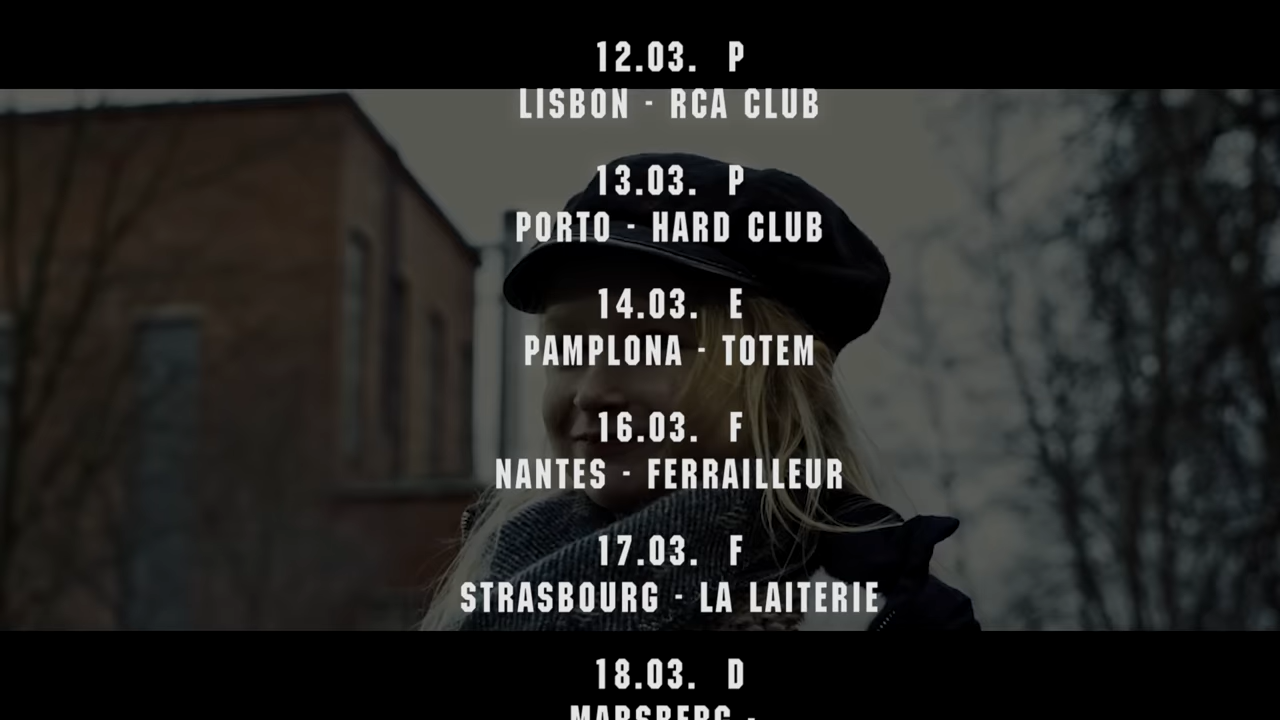 12.03. P
LISBON - RCA CLUB
13.03. P
PORTO - HARD CLUB
14.03. E
PAMPLONA - TOTEM
16.03. F
NANTES - FERRAILLEUR
17.03. F
STRASBOURG - LA LAITERIE
18.03. D
MARSBERG -